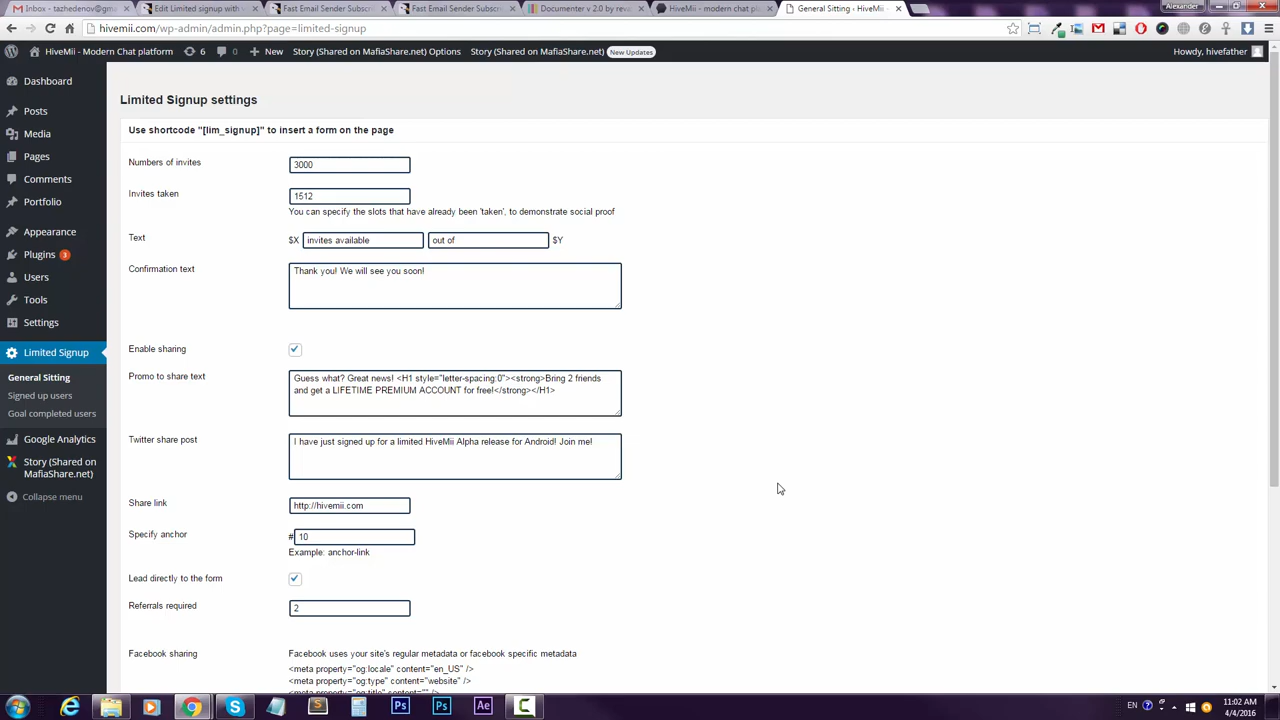 Inbox - tazhedenov@gm
Edit Limited signup with
Fast Email Sender Subscri
Fast Email Sender Subscri
Documenter v 2.0 by reva
HiveMii - modern chat pl
General Sitting ‹ HiveMii
Alexander
hivemii.com/wp-admin/admin.php?page=limited-signup
HiveMii - Modern Chat platform 6 0 + New Story (Shared on MafiaShare.net) Options Story (Shared on MafiaShare.net) New Updates Howdy, hivefather
Dashboard
Posts
Media
Pages
Comments
Portfolio
Appearance
Plugins 3
Users
Tools
Settings
Limited Signup
General Sitting
Signed up users
Goal completed users
Google Analytics
Story (Shared on
MafiaShare.net)
Collapse menu
Limited Signup settings
Use shortcode "[lim_signup]" to insert a form on the page
Numbers of invites 3000
Invites taken 1512
You can specify the slots that have already been 'taken', to demonstrate social proof
Text $X invites available out of $Y
Confirmation text Thank you! We will see you soon!
Enable sharing
Promo to share text Guess what? Great news! <H1 style="letter-spacing:0"><strong>Bring 2 friends
and get a LIFETIME PREMIUM ACCOUNT for free!</strong></H1>
Twitter share post I have just signed up for a limited HiveMii Alpha release for Android! Join me!
Share link http://hivemii.com
Specify anchor # 10
Example: anchor-link
Lead directly to the form
Referrals required 2
Facebook sharing Facebook uses your site's regular metadata or facebook specific metadata
<meta property="og:locale" content="en_US" />
<meta property="og:type" content="website" />
<meta property="og:title" content="" />
EN
11:02 AM
4/4/2016